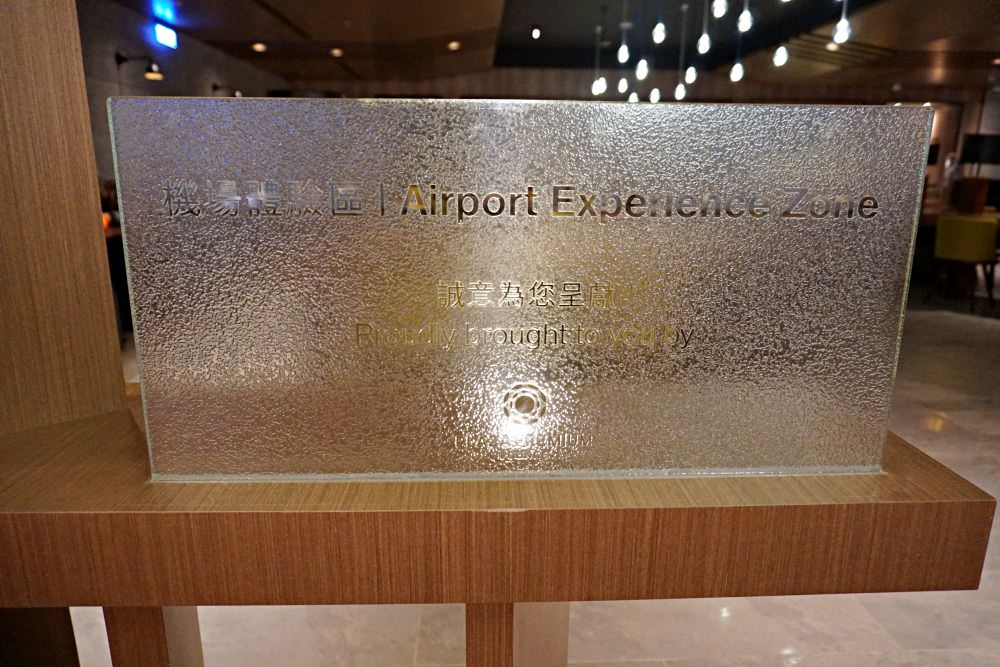 機場體驗區 | Airport Experience Zone
誠意為您呈獻
Proudly brought to you by